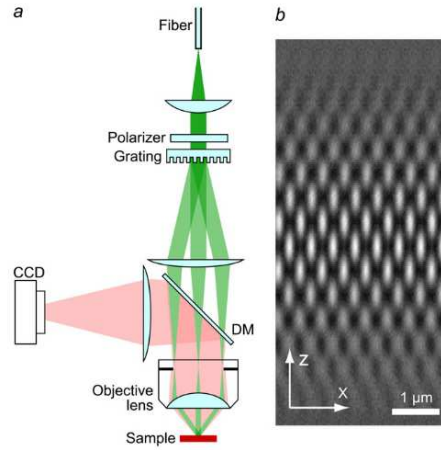 a
b
Fiber
Polarizer
Grating
CCD
DM
Objective
lens
Sample
z
x
1 µm